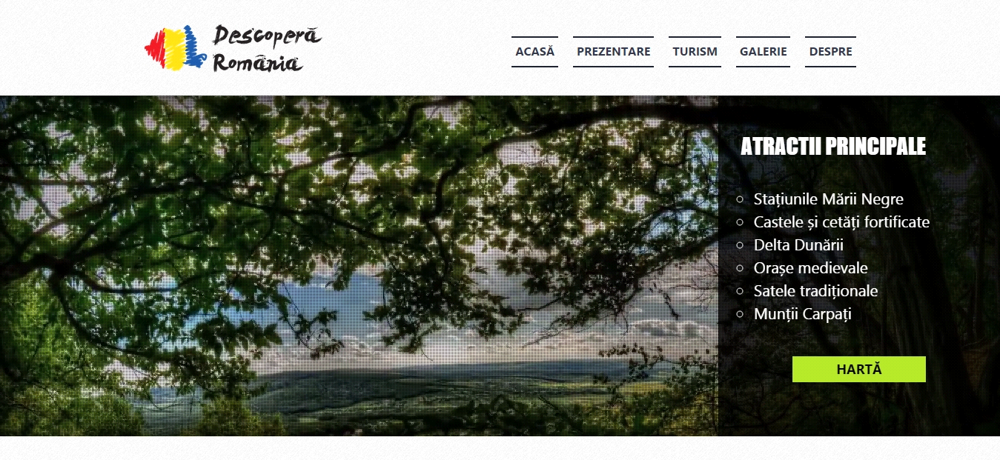 Descoperă
România
ACASĂ PREZENTARE TURISM GALERIE DESPRE
ATRACTII PRINCIPALE
Stațiunile Mării Negre
Castele și cetăți fortificate
Delta Dunării
Orașe medievale
Satele tradiționale
Munții Carpați
HARTĂ